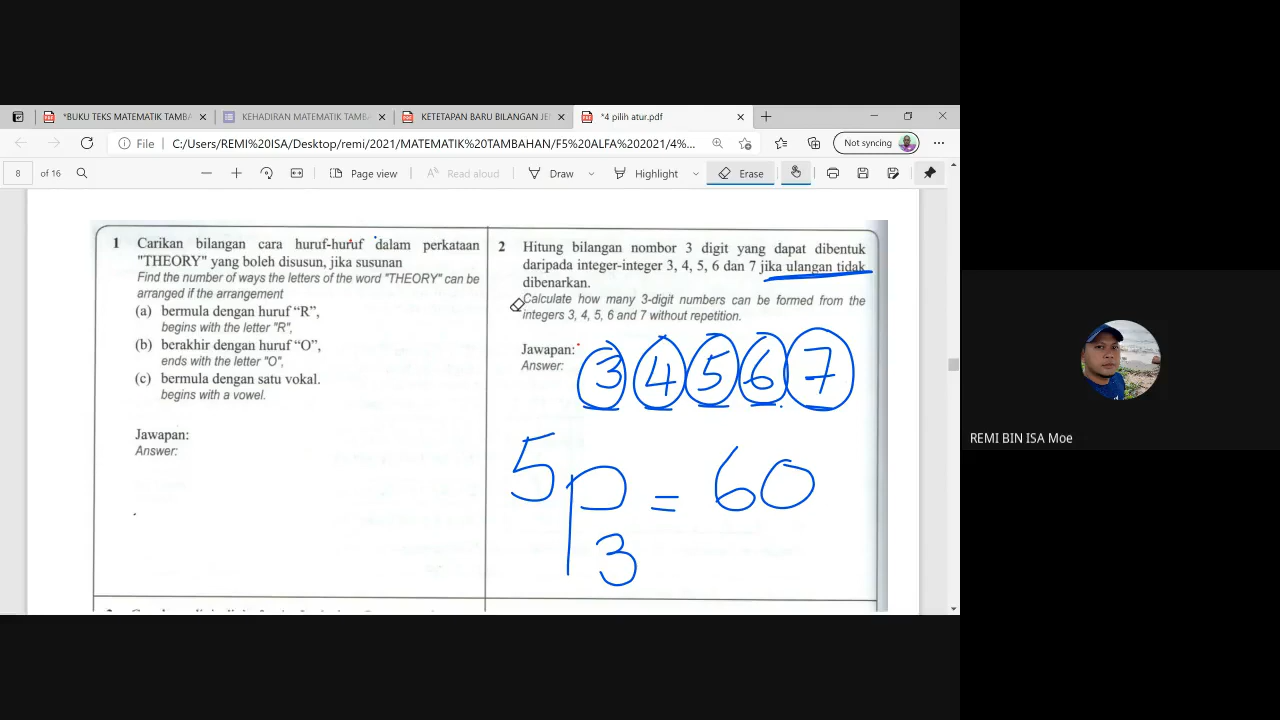 *BUKU TEKS MATEMATIK TAMBA
KEHADIRAN MATEMATIK TAMB
KETETAPAN BARU BILANGAN JEN
*4 pilih atur.pdf
File
C:/Users/REMI%20ISA/Desktop/remi/2021/MATEMATIK%20TAMBAHAN/F5%20ALFA%202021/4%...
Not syncing
8 of 16
Page view
Read aloud
Draw
Highlight
Erase
1 Carikan bilangan cara huruf-huruf dalam perkataan
"THEORY" yang boleh disusun, jika susunan
Find the number of ways the letters of the word "THEORY" can be
arranged if the arrangement
(a) bermula dengan huruf “R”,
begins with the letter "R",
(b) berakhir dengan huruf “O”,
ends with the letter "O",
(c) bermula dengan satu vokal.
begins with a vowel.
Jawapan:
Answer:
2 Hitung bilangan nombor 3 digit yang dapat dibentuk
daripada integer-integer 3, 4, 5, 6 dan 7 jika ulangan tidak
dibenarkan.
Calculate how many 3-digit numbers can be formed from the
integers 3, 4, 5, 6 and 7 without repetition.
Jawapan:
Answer:
3 4 5 6 7
5 P 3 = 60
REMI BIN ISA Moe